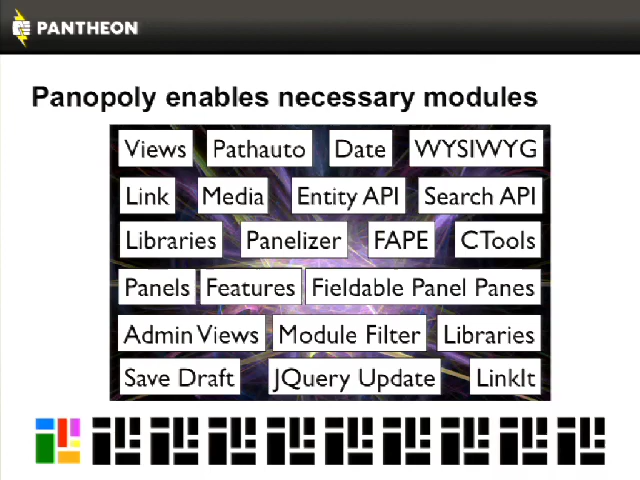 PANTHEON
Panopoly enables necessary modules
Views Pathauto Date WYSIWYG
Link Media Entity API Search API
Libraries Panelizer FAPE CTools
Panels Features Fieldable Panel Panes
Admin Views Module Filter Libraries
Save Draft JQuery Update LinkIt